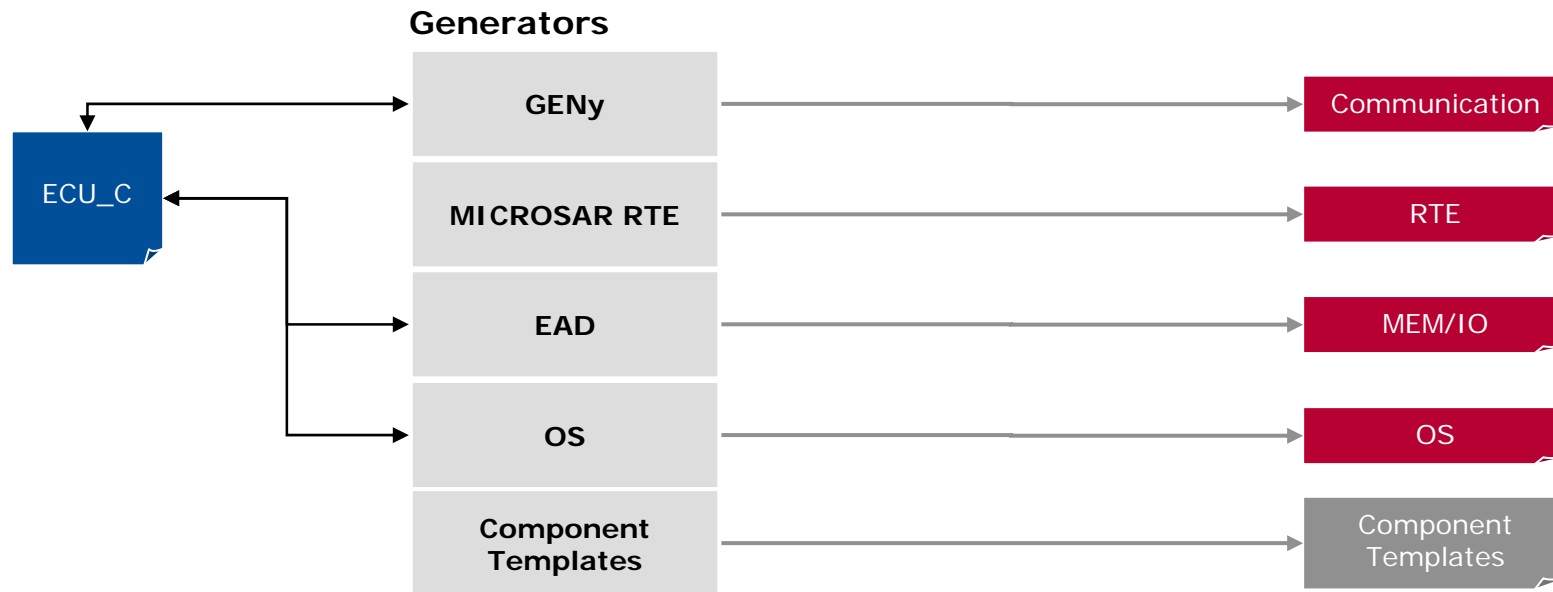 Generators
GENy
Communication
ECU_C
MICROSAR RTE
RTE
EAD
MEM/IO
OS
OS
Component
Templates
Component
Templates